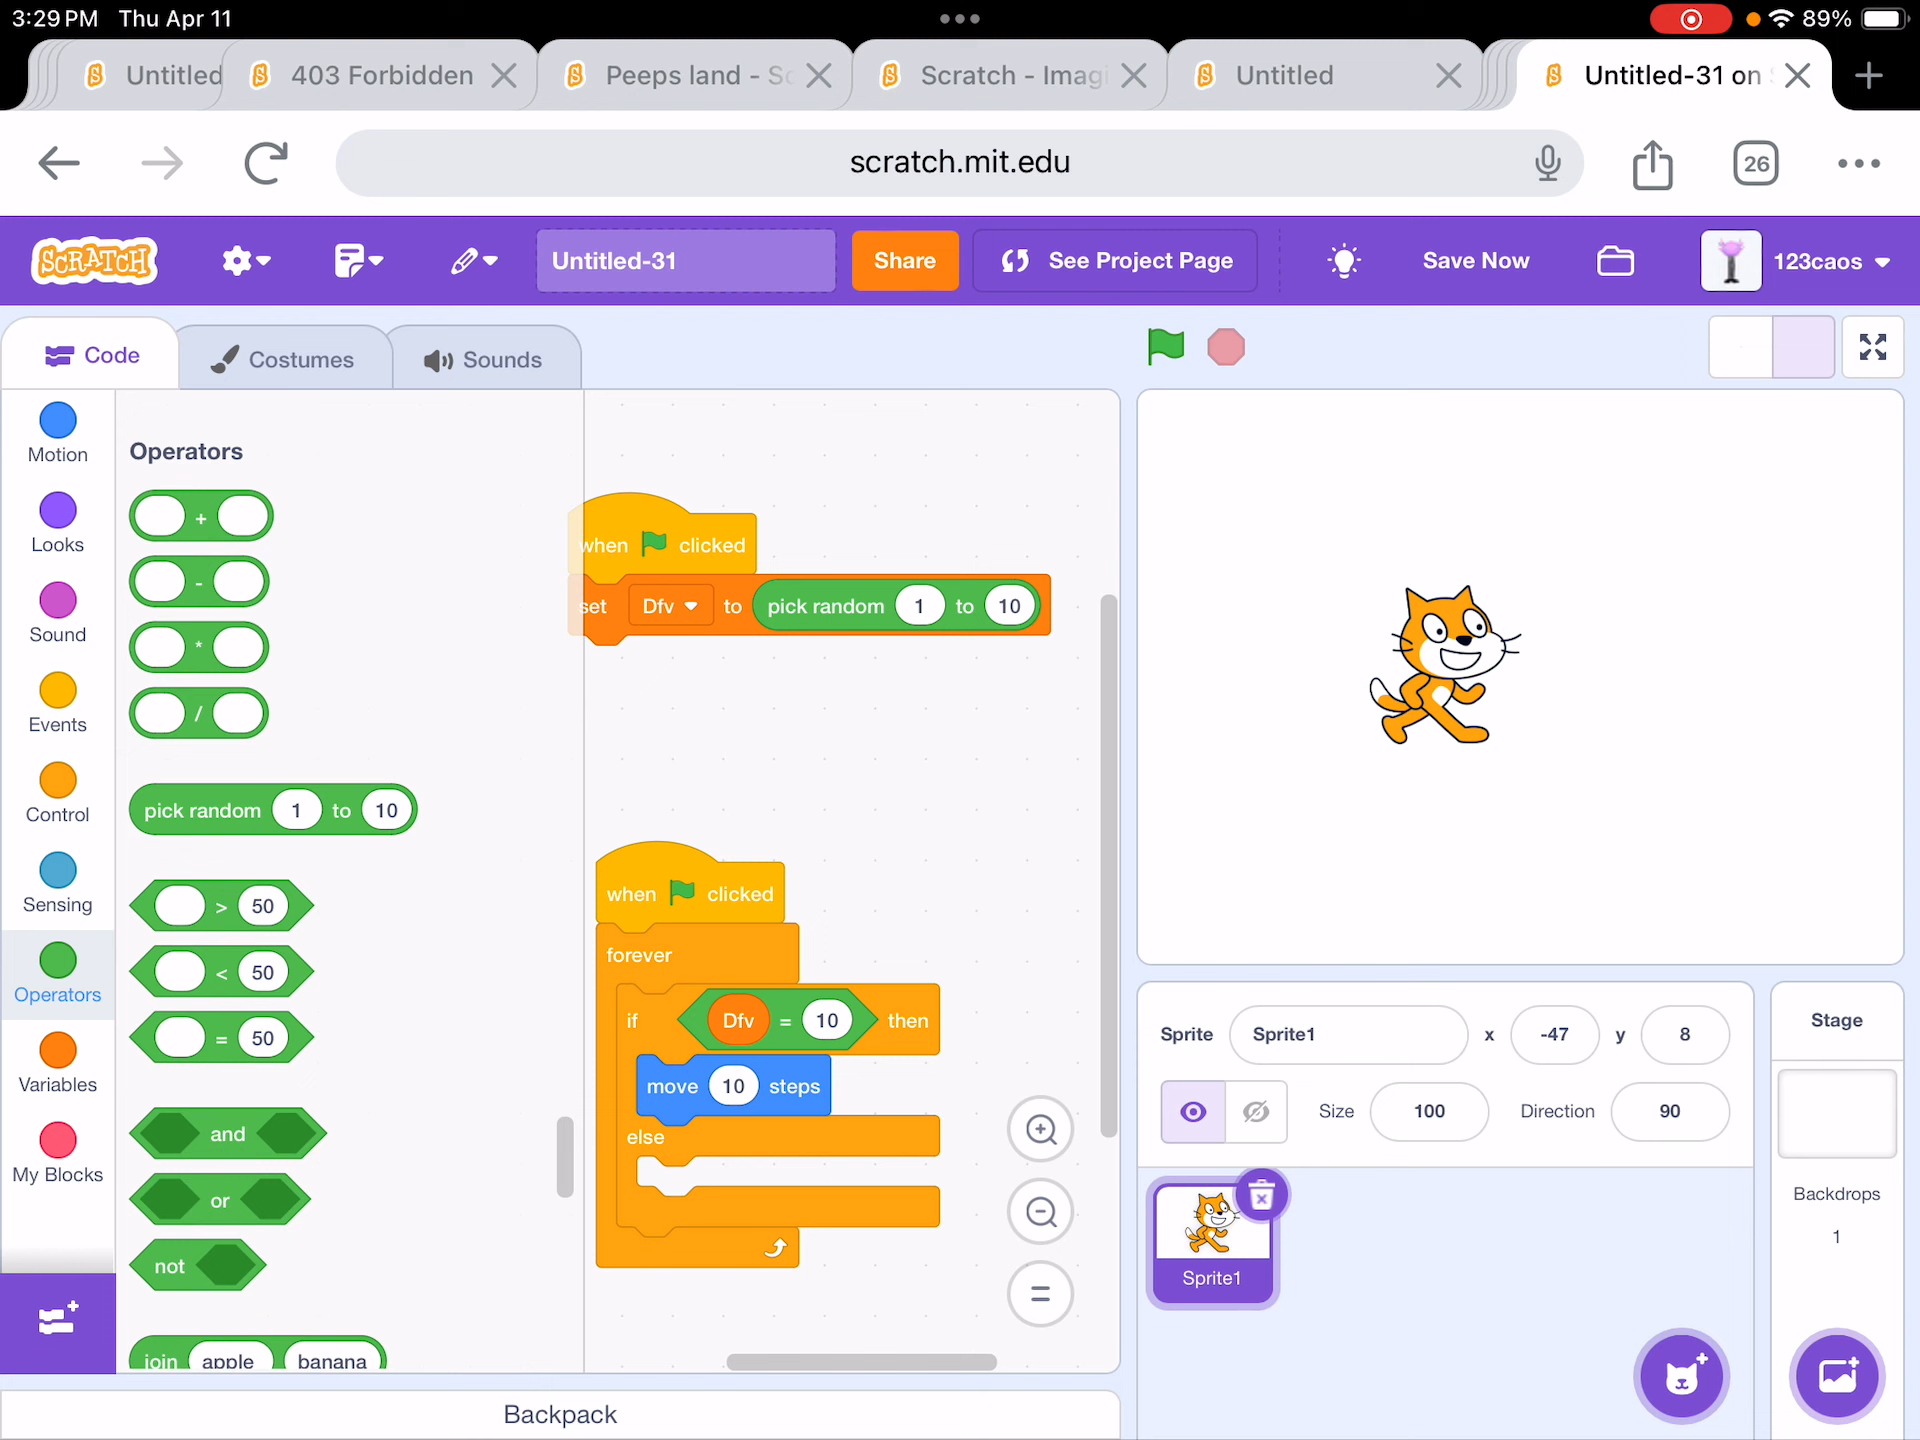 3:29 PM Thu Apr 11
89%
Untitled
403 Forbidden
Peeps land - Sc
Scratch - Imagi
Untitled
Untitled-31 on
scratch.mit.edu
26
SCRATCH
Untitled-31
Share
See Project Page
Save Now
123caos
Code
Costumes
Sounds
Motion
Looks
Sound
Events
Control
Sensing
Operators
Variables
My Blocks
Operators
+
-
*
/
pick random 1 to 10
> 50
< 50
= 50
and
or
not
join apple banana
when clicked
set Dfv to pick random 1 to 10
when clicked
forever
if Dfv = 10 then
move 10 steps
else
Sprite Sprite1 x -47 y 8
Size 100 Direction 90
Sprite1
Stage
Backdrops
1
Backpack